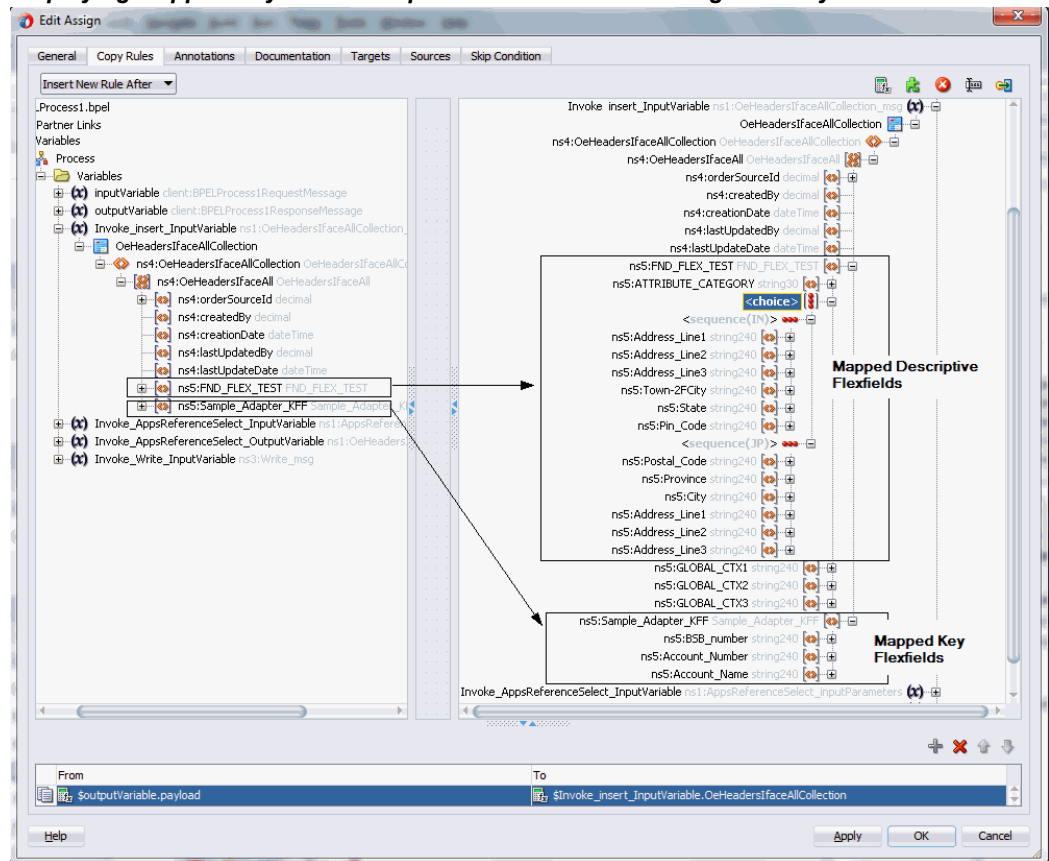 Edit Assign
General Copy Rules Annotations Documentation Targets Sources Skip Condition
Insert New Rule After
.Process1.bpel
Partner Links
Variables
Process
Variables
inputVariable client:BPELProcess1RequestMessage
outputVariable client:BPELProcess1ResponseMessage
Invoke_insert_InputVariable ns1:OeHeadersIfaceAllCollection_
OeHeadersIfaceAllCollection
ns4:OeHeadersIfaceAllCollection OeHeadersIfaceAllCo
ns4:OeHeadersIfaceAll OeHeadersIfaceAll
ns4:orderSourceId decimal
ns4:createdBy decimal
ns4:creationDate dateTime
ns4:lastUpdatedBy decimal
ns4:lastUpdateDate dateTime
ns5:FND_FLEX_TEST FND_FLEX_TEST
ns5:Sample_Adapter_KFF Sample_Adapter_K
Invoke_AppsReferenceSelect_InputVariable ns1:AppsReferen
Invoke_AppsReferenceSelect_OutputVariable ns1:OeHeaders
Invoke_Write_InputVariable ns3:Write_msg
Invoke_insert_InputVariable ns1:OeHeadersIfaceAllCollection_msg
OeHeadersIfaceAllCollection
ns4:OeHeadersIfaceAllCollection OeHeadersIfaceAllCollection
ns4:OeHeadersIfaceAll OeHeadersIfaceAll
ns4:orderSourceId decimal
ns4:createdBy decimal
ns4:creationDate dateTime
ns4:lastUpdatedBy decimal
ns4:lastUpdateDate dateTime
ns5:FND_FLEX_TEST FND_FLEX_TEST
ns5:ATTRIBUTE_CATEGORY string30
<choice>
<sequence(IN)>
ns5:Address_Line1 string240
ns5:Address_Line2 string240
ns5:Address_Line3 string240
ns5:Town-2FCity string240
ns5:State string240
ns5:Pin_Code string240
<sequence(JP)>
ns5:Postal_Code string240
ns5:Province string240
ns5:City string240
ns5:Address_Line1 string240
ns5:Address_Line2 string240
ns5:Address_Line3 string240
ns5:GLOBAL_CTX1 string240
ns5:GLOBAL_CTX2 string240
ns5:GLOBAL_CTX3 string240
ns5:Sample_Adapter_KFF Sample_Adapter_KFF
ns5:BSB_number string240
ns5:Account_Number string240
ns5:Account_Name string240
Invoke_AppsReferenceSelect_InputVariable ns1:AppsReferenceSelect_inputParameters
Mapped Descriptive
Flexfields
Mapped Key
Flexfields
From To
$outputVariable.payload $Invoke_insert_InputVariable.OeHeadersIfaceAllCollection
Help Apply OK Cancel